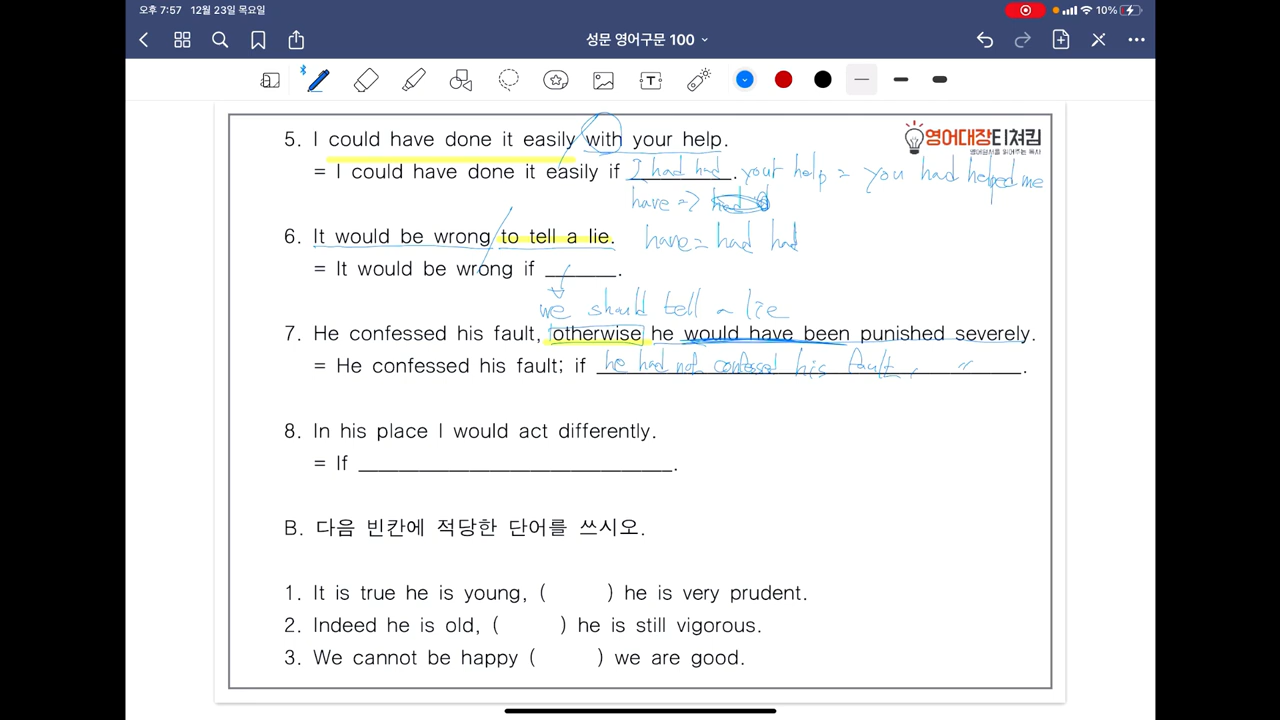 오후 7:57 12월 23일 목요일
10%
성문 영어구문 100
영어대장티쳐킴
5. I could have done it easily with your help.
= I could have done it easily if I had had. your help = you had helped me
have => had
6. It would be wrong to tell a lie. have = had had
= It would be wrong if ______.
we should tell a lie
7. He confessed his fault, otherwise he would have been punished severely.
= He confessed his fault; if he had not confessed his fault, 〃.
8. In his place I would act differently.
= If ______________________________.
B. 다음 빈칸에 적당한 단어를 쓰시오.
1. It is true he is young, ( ) he is very prudent.
2. Indeed he is old, ( ) he is still vigorous.
3. We cannot be happy ( ) we are good.